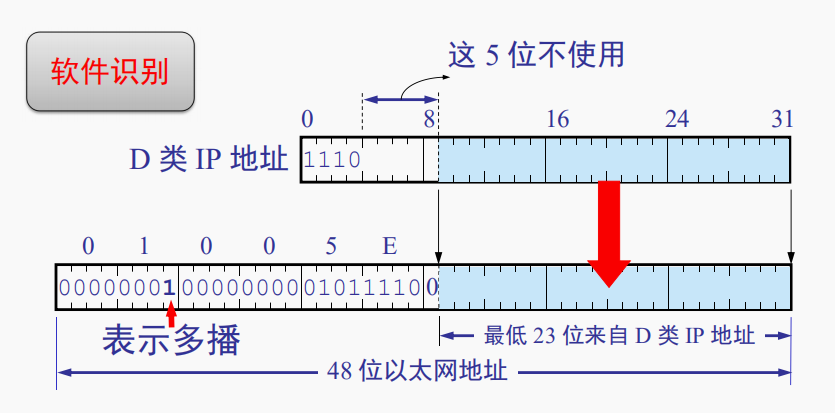 软件识别
这 5 位不使用
0 8 16 24 31
D 类 IP 地址
1110
0 1 0 0 5 E
00000001 00000000 01011110 0
表示多播
最低 23 位来自 D 类 IP 地址
48 位以太网地址